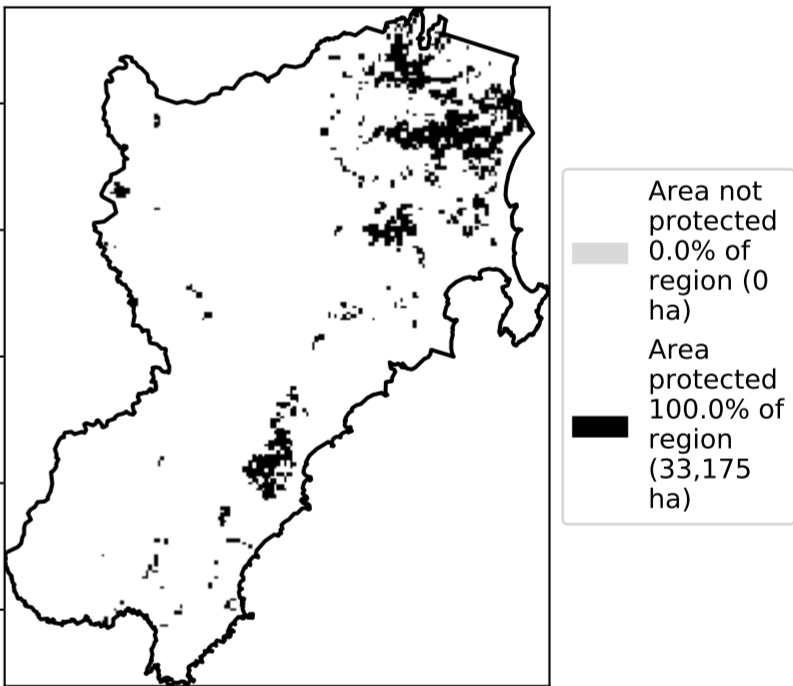 Area not
protected
0.0% of
region (0
ha)
Area
protected
100.0% of
region
(33,175
ha)